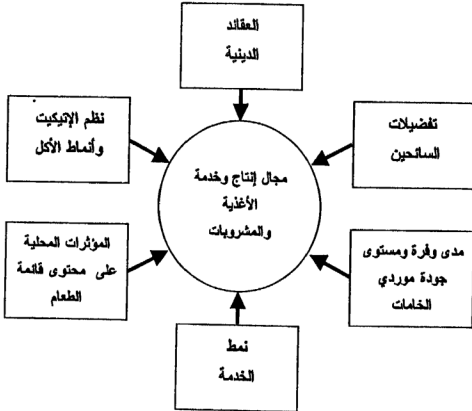 العقائد
الدينية
نظم الإتيكيت
وأنماط الأكل
تفضيلات
السائحين
مجال إنتاج وخدمة
الأغذية
والمشروبات
المؤثرات المحلية
على محتوى قائمة
الطعام
مدى وفرة ومستوى
جودة موردي
الخامات
نمط
الخدمة